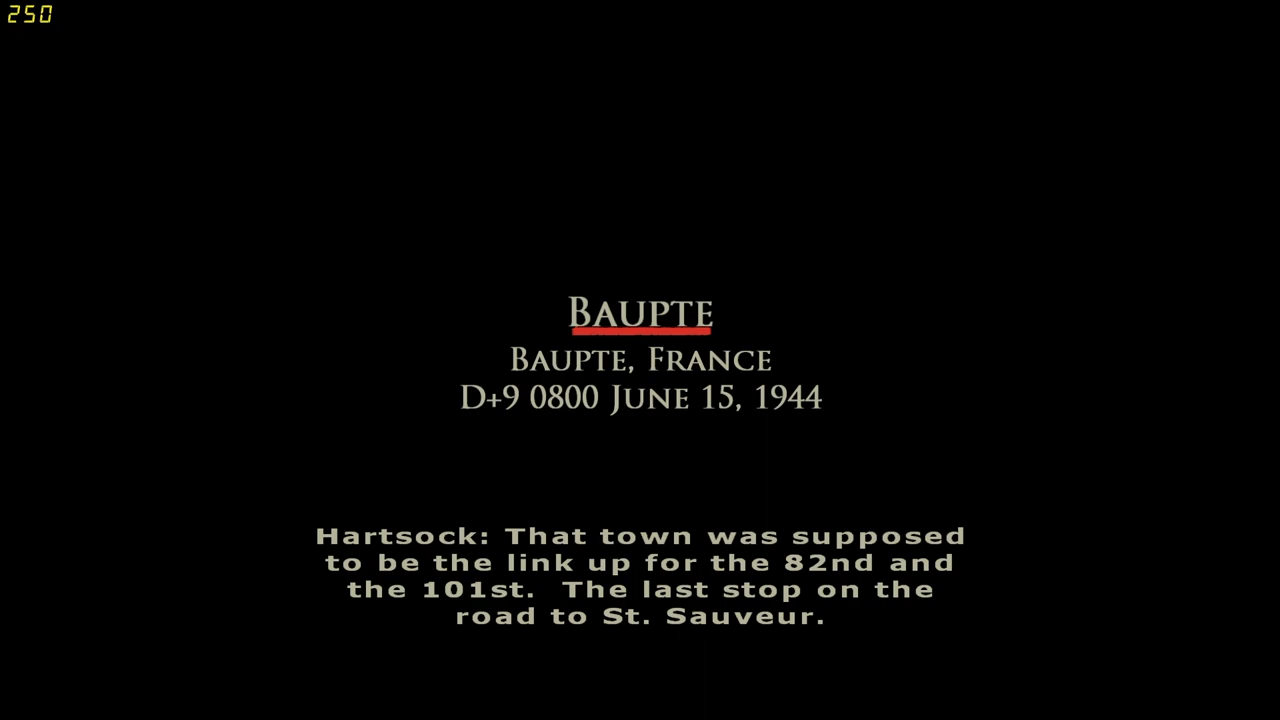 250
Baupte
Baupte, France
D+9 0800 June 15, 1944
Hartsock: That town was supposed
to be the link up for the 82nd and
the 101st.  The last stop on the
road to St. Sauveur.